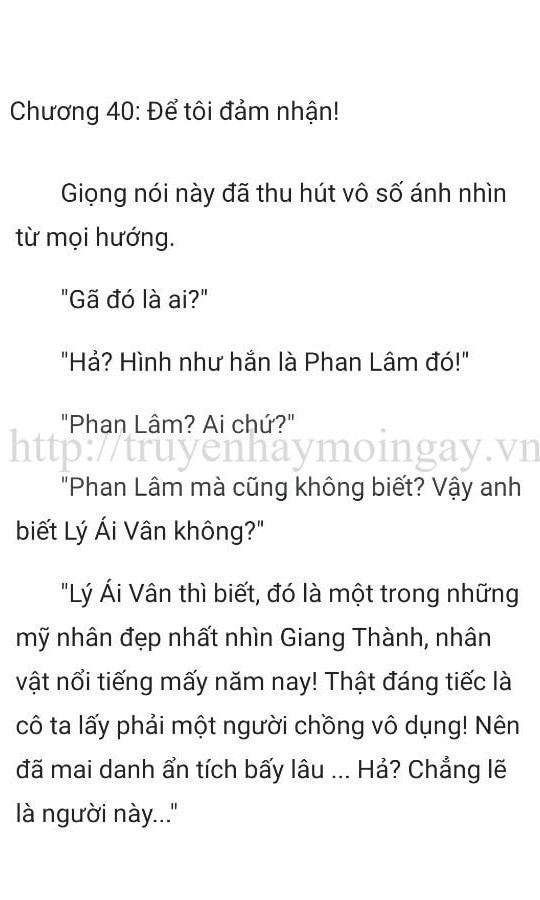 Chương 40: Để tôi đảm nhận!
Giọng nói này đã thu hút vô số ánh nhìn
từ mọi hướng.
"Gã đó là ai?"
"Hả? Hình như hắn là Phan Lâm đó!"
"Phan Lâm? Ai chứ?"
http://truyenhaymoingay.vn
"Phan Lâm mà cũng không biết? Vậy anh
biết Lý Ái Vân không?"
"Lý Ái Vân thì biết, đó là một trong những
mỹ nhân đẹp nhất nhìn Giang Thành, nhân
vật nổi tiếng mấy năm nay! Thật đáng tiếc là
cô ta lấy phải một người chồng vô dụng! Nên
đã mai danh ẩn tích bấy lâu ... Hả? Chẳng lẽ
là người này..."